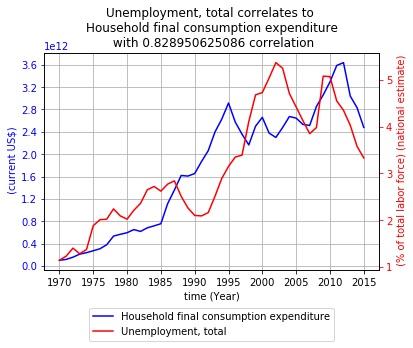 Unemployment, total correlates to
Household final consumption expenditure
with 0.828950625086 correlation
1e12
3.6
3.2
2.8
2.4
2.0
1.6
1.2
0.8
0.4
0.0
(current US$)
5
4
3
2
1
(% of total labor force) (national estimate)
1970 1975 1980 1985 1990 1995 2000 2005 2010 2015
time (Year)
Household final consumption expenditure
Unemployment, total